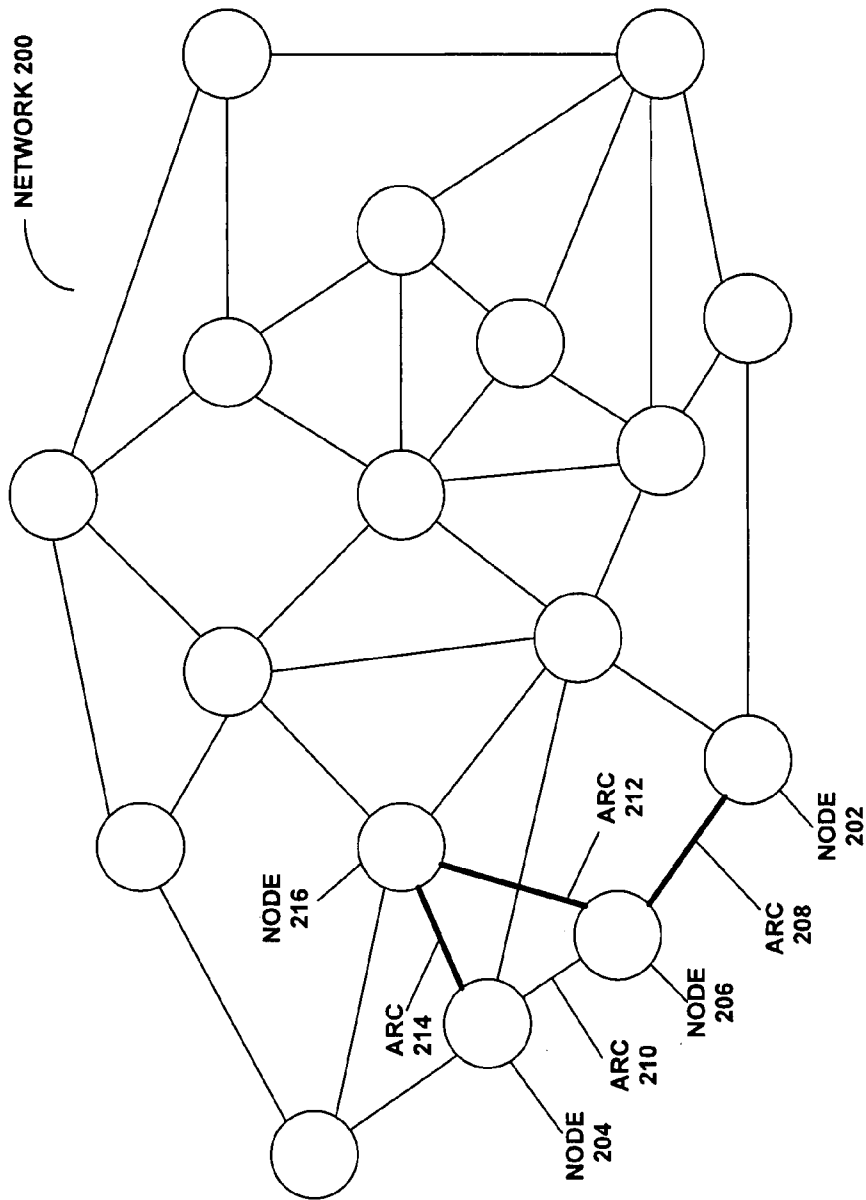 NETWORK 200
NODE
216
ARC
214
ARC
212
NODE
204
ARC
210
NODE
206
ARC
208
NODE
202